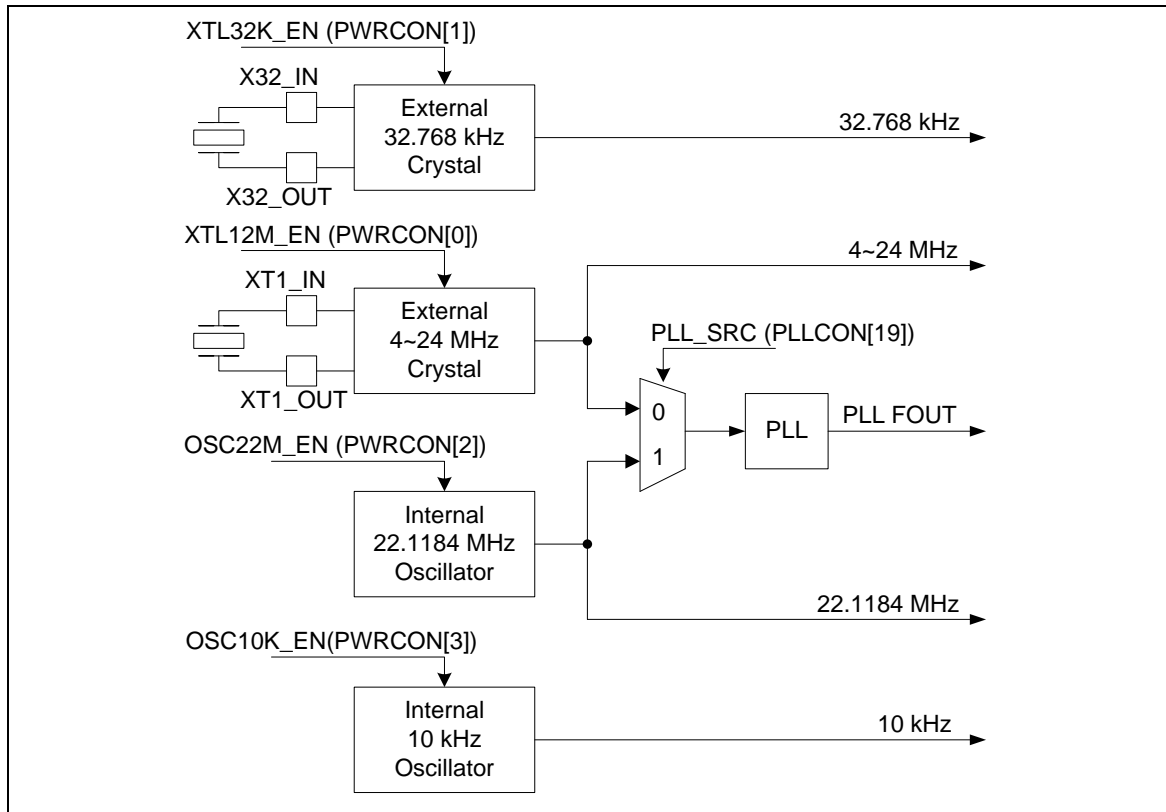 XTL32K_EN (PWRCON[1])
X32_IN
External
32.768 kHz
Crystal
32.768 kHz
X32_OUT
XTL12M_EN (PWRCON[0])
4~24 MHz
XT1_IN
External
4~24 MHz
Crystal
PLL_SRC (PLLCON[19])
XT1_OUT
0
1
PLL
PLL FOUT
OSC22M_EN (PWRCON[2])
Internal
22.1184 MHz
Oscillator
22.1184 MHz
OSC10K_EN(PWRCON[3])
Internal
10 kHz
Oscillator
10 kHz